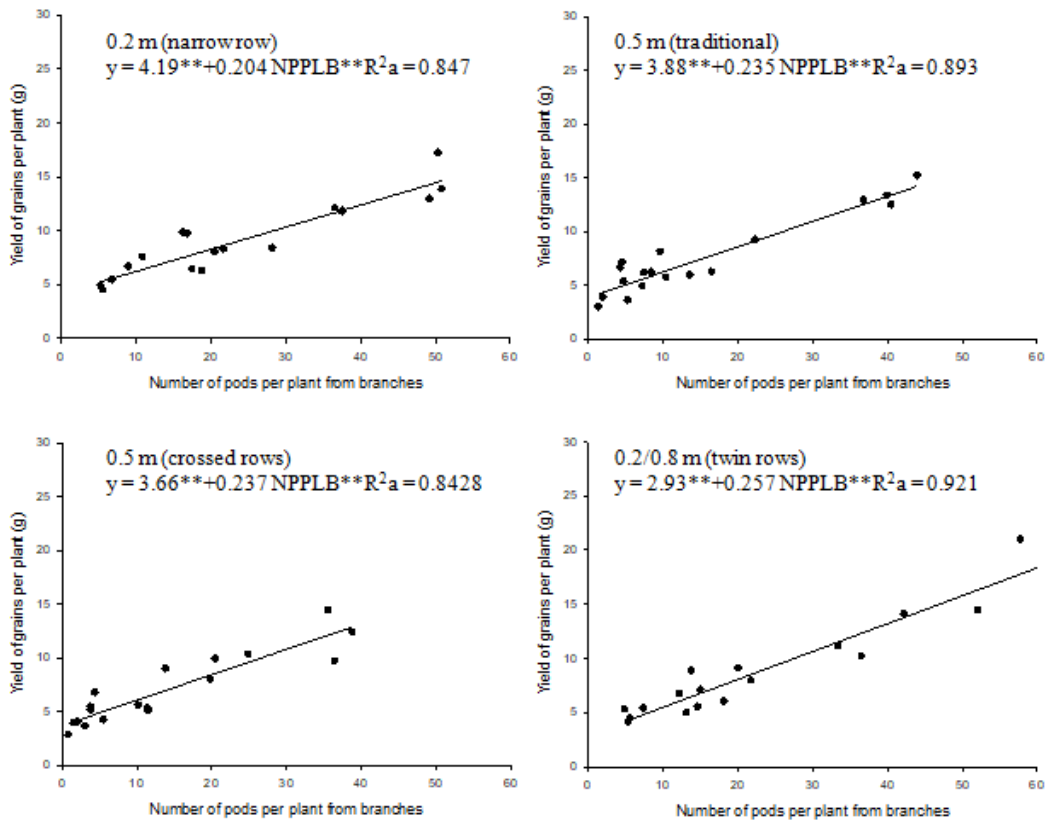 0.2 m (narrow row)
y = 4.19**+0.204 NPPLB**R²a = 0.847
Yield of grains per plant (g)
30
25
20
15
10
5
0
0 10 20 30 40 50 60
Number of pods per plant from branches
0.5 m (traditional)
y = 3.88**+0.235 NPPLB**R²a = 0.893
Yield of grains per plant (g)
30
25
20
15
10
5
0
0 10 20 30 40 50 60
Number of pods per plant from branches
0.5 m (crossed rows)
y = 3.66**+0.237 NPPLB**R²a = 0.8428
Yield of grains per plant (g)
30
25
20
15
10
5
0
0 10 20 30 40 50 60
Number of pods per plant from branches
0.2/0.8 m (twin rows)
y = 2.93**+0.257 NPPLB**R²a = 0.921
Yield of grains per plant (g)
30
25
20
15
10
5
0
0 10 20 30 40 50 60
Number of pods per plant from branches